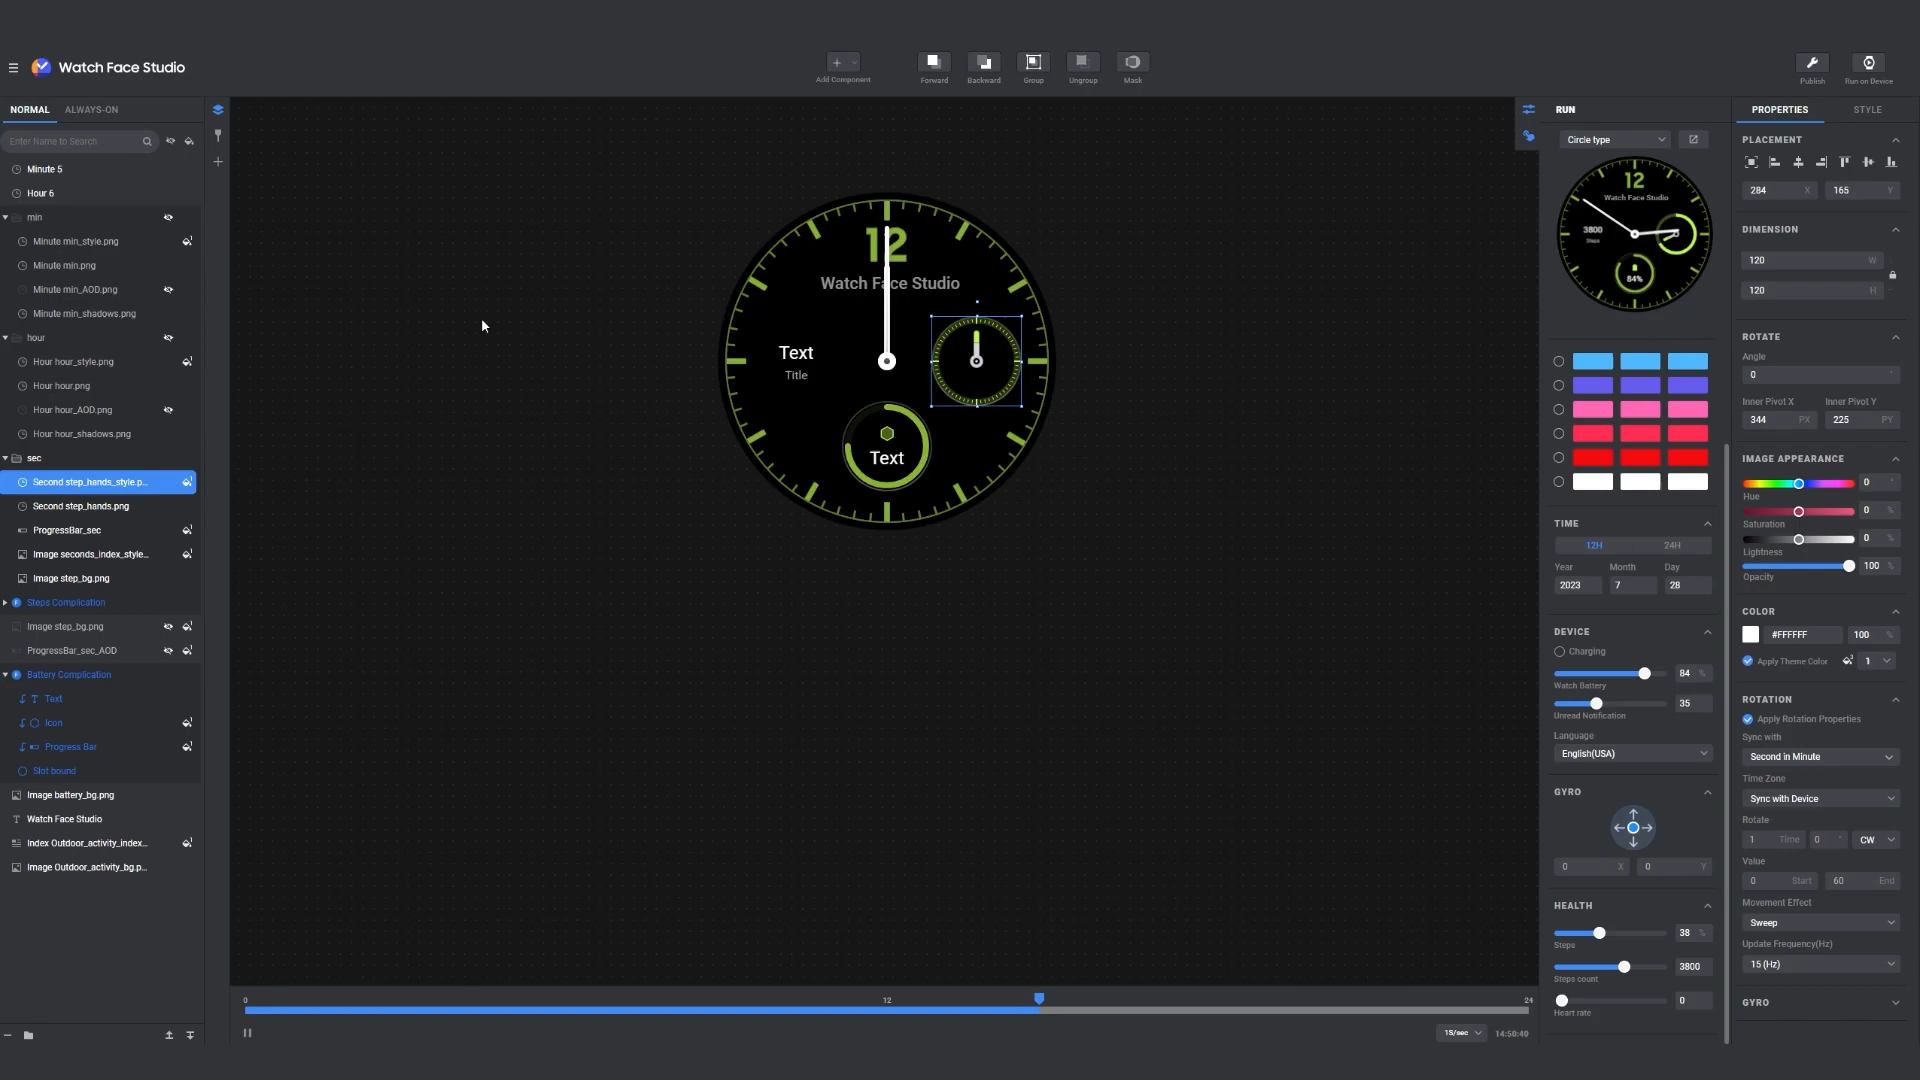 Watch Face Studio
Add Component
Forward
Backward
Group
Ungroup
Mask
Publish
Run on Device
NORMAL
ALWAYS-ON
Enter Name to Search
Minute 5
Hour 6
min
Minute min_style.png
Minute min.png
Minute min_AOD.png
Minute min_shadows.png
hour
Hour hour_style.png
Hour hour.png
Hour hour_AOD.png
Hour hour_shadows.png
sec
Second step_hands_style.p...
Second step_hands.png
ProgressBar_sec
Image seconds_index_style...
Image step_bg.png
Steps Complication
Image step_bg.png
ProgressBar_sec_AOD
Battery Complication
Text
Icon
Progress Bar
Slot bound
Image battery_bg.png
Watch Face Studio
Index Outdoor_activity_index...
Image Outdoor_activity_bg.p...
12
Watch Face Studio
Text
Title
Text
0
12
24
1S/sec
14:50:40
RUN
Circle type
12
Watch Face Studio
3800
Steps
84%
TIME
12H
24H
Year
Month
Day
2023
7
28
DEVICE
Charging
84 %
Watch Battery
35
Unread Notification
Language
English(USA)
GYRO
0 X
0 Y
HEALTH
38 %
Steps
3800
Steps count
0
Heart rate
PROPERTIES
STYLE
PLACEMENT
284 X
165 Y
DIMENSION
120 W
120 H
ROTATE
Angle
0 °
Inner Pivot X
Inner Pivot Y
344 PX
225 PY
IMAGE APPEARANCE
0 °
Hue
0 %
Saturation
0 %
Lightness
100 %
Opacity
COLOR
#FFFFFF
100 %
Apply Theme Color
1
ROTATION
Apply Rotation Properties
Sync with
Second in Minute
Time Zone
Sync with Device
Rotate
1 Time
0 °
CW
Value
0 Start
60 End
Movement Effect
Sweep
Update Frequency(Hz)
15 (Hz)
GYRO